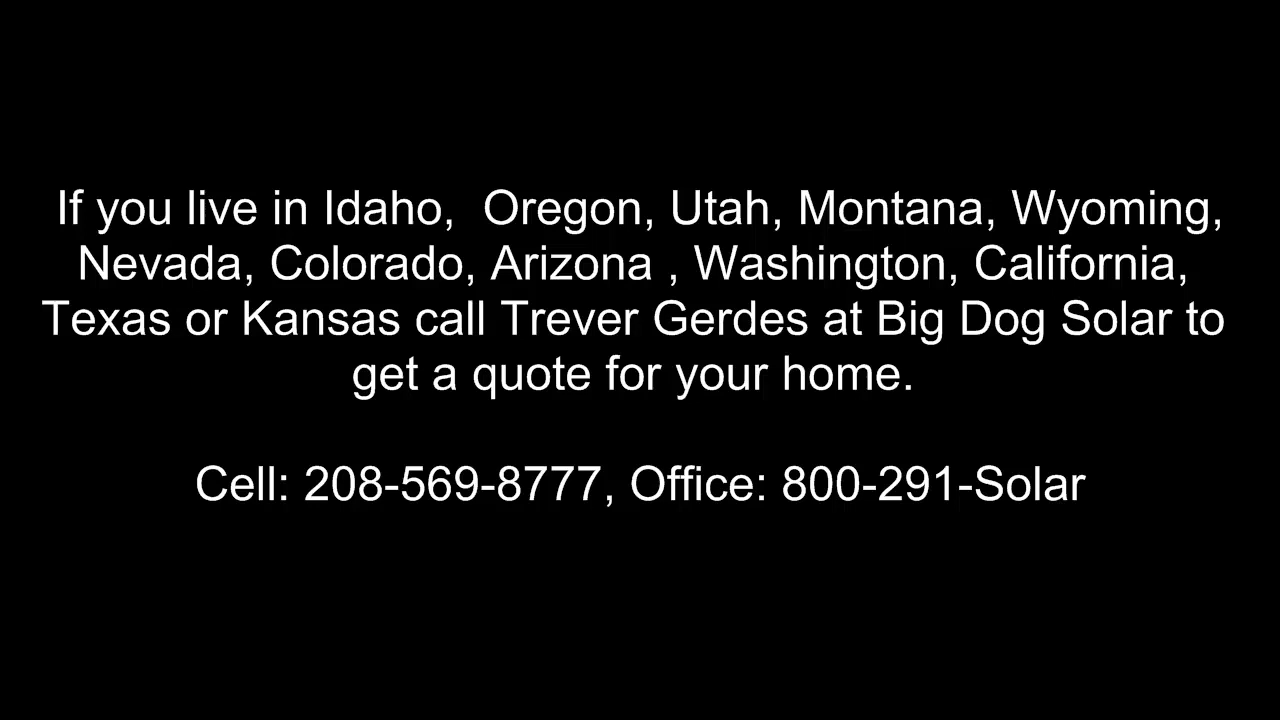 If you live in Idaho,  Oregon, Utah, Montana, Wyoming,
Nevada, Colorado, Arizona , Washington, California,
Texas or Kansas call Trever Gerdes at Big Dog Solar to
get a quote for your home.
Cell: 208-569-8777, Office: 800-291-Solar